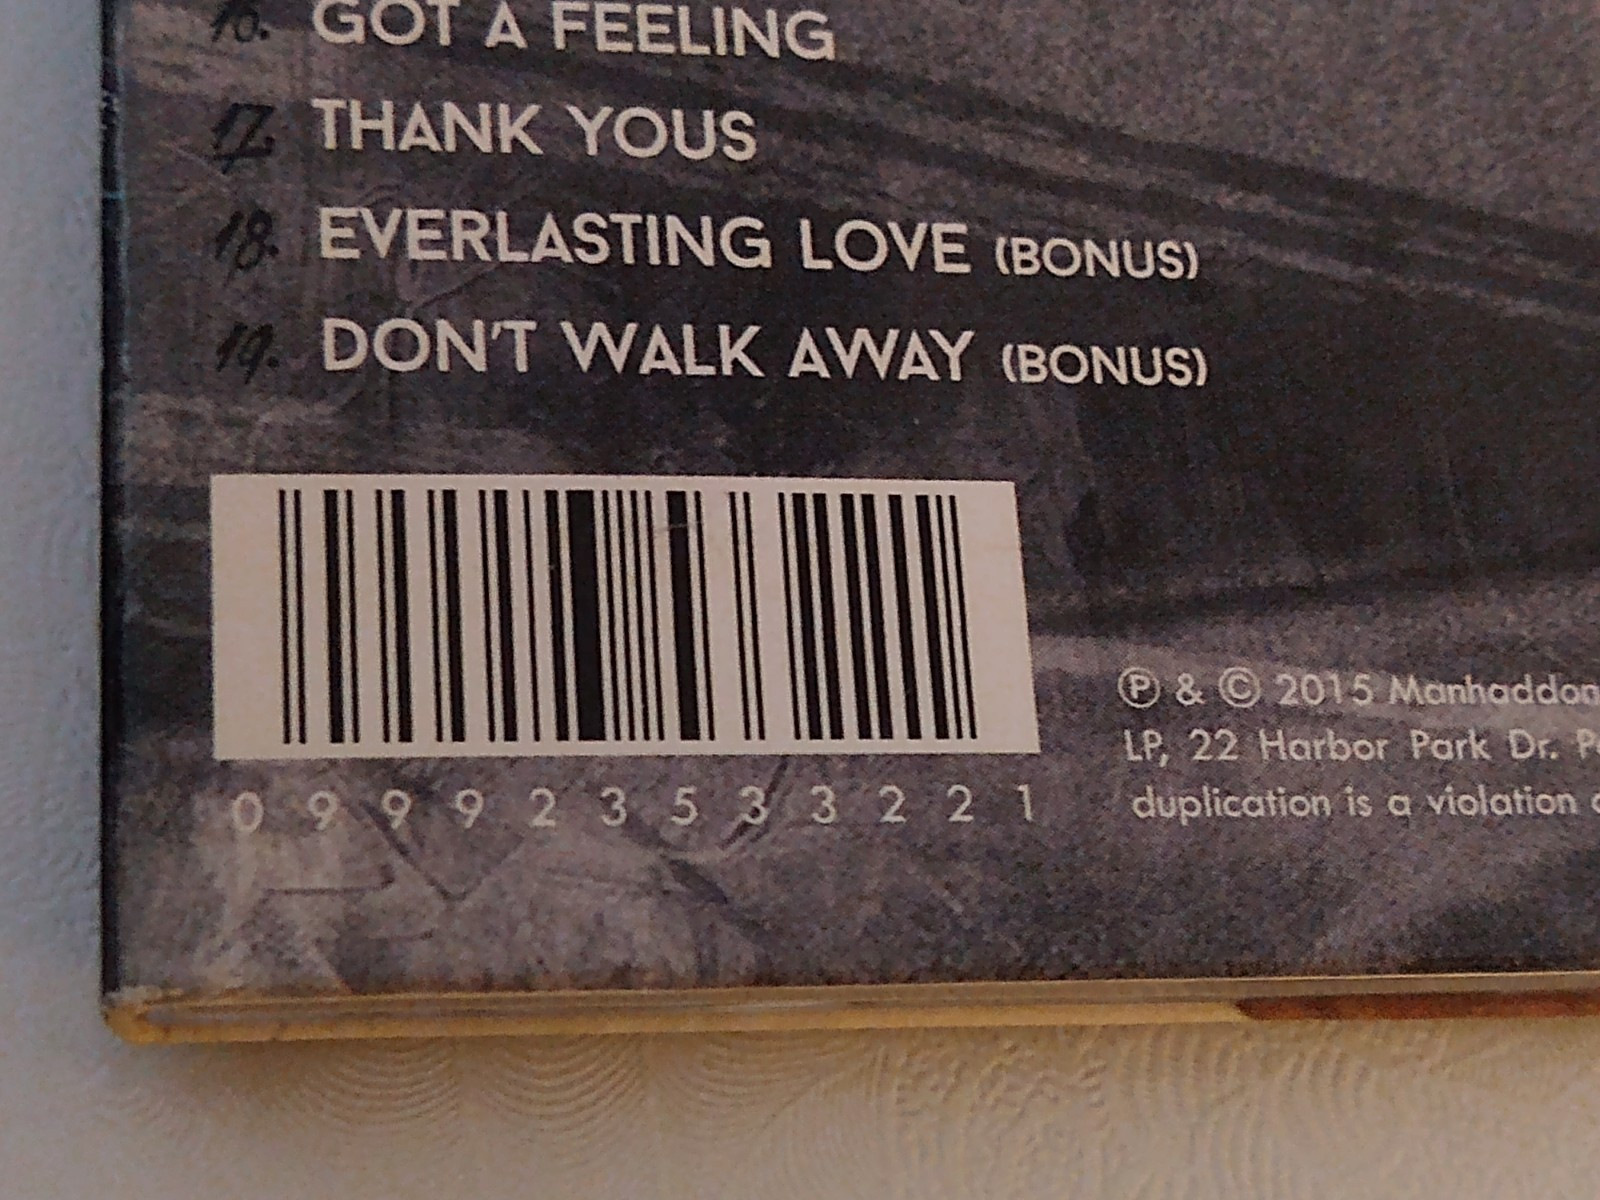 16. GOT A FEELING
17. THANK YOUS
18. EVERLASTING LOVE (BONUS)
19. DON'T WALK AWAY (BONUS)
0 9 9 9 2 3 5 3 3 2 2 1
Ⓟ & © 2015 Manhaddon
LP, 22 Harbor Park Dr.
duplication is a violation